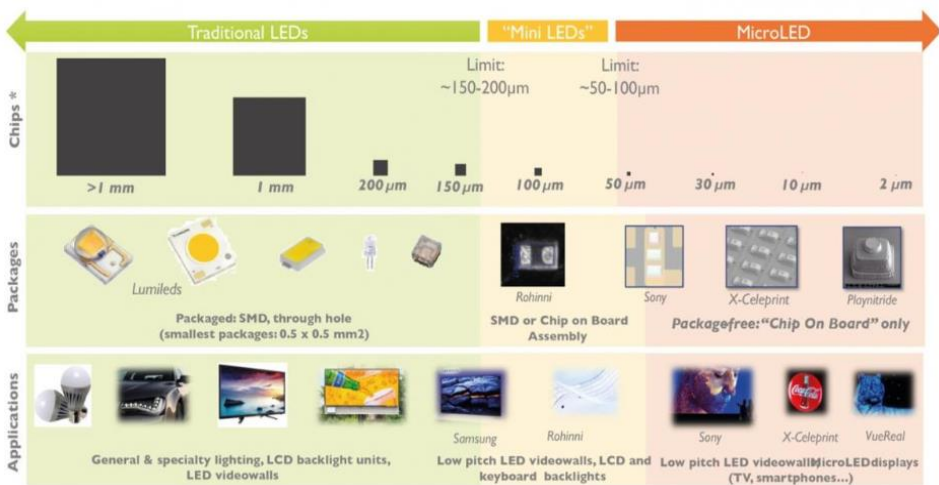 Traditional LEDs
“Mini LEDs”
MicroLED
Chips *
Limit:
~150-200µm
Limit:
~50-100µm
>1 mm
1 mm
200 µm
150 µm
100 µm
50 µm
30 µm
10 µm
2 µm
Packages
Lumileds
Rohinni
Sony
X-Celeprint
Playnitride
Packaged: SMD, through hole
(smallest packages: 0.5 x 0.5 mm2)
SMD or Chip on Board
Assembly
Packagefree: “Chip On Board” only
Applications
Coca-Cola
Samsung
Rohinni
Sony
X-Celeprint
VueReal
General & specialty lighting, LCD backlight units,
LED videowalls
Low pitch LED videowalls, LCD and
keyboard backlights
Low pitch LED videowalls
MicroLED displays
(TV, smartphones...)